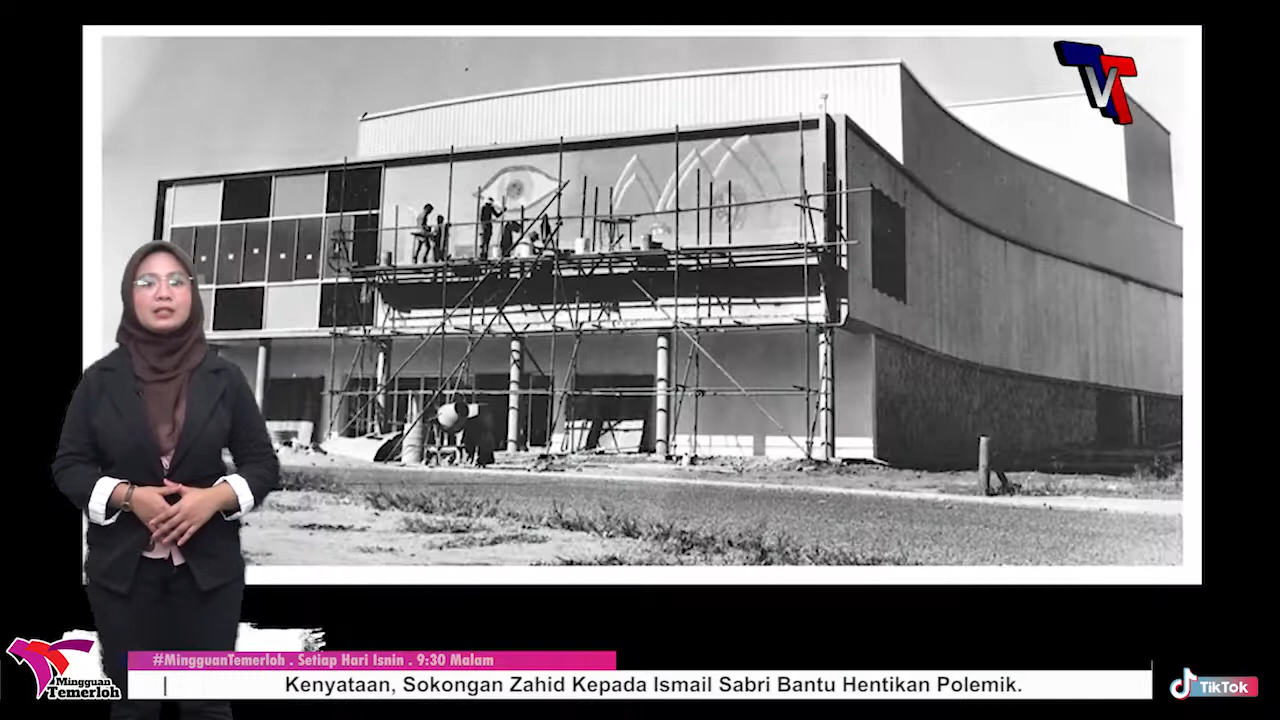 TVT
#MingguanTemerloh . Setiap Hari Isnin . 9:30 Malam
Mingguan
Temerloh
Kenyataan, Sokongan Zahid Kepada Ismail Sabri Bantu Hentikan Polemik.
TikTok